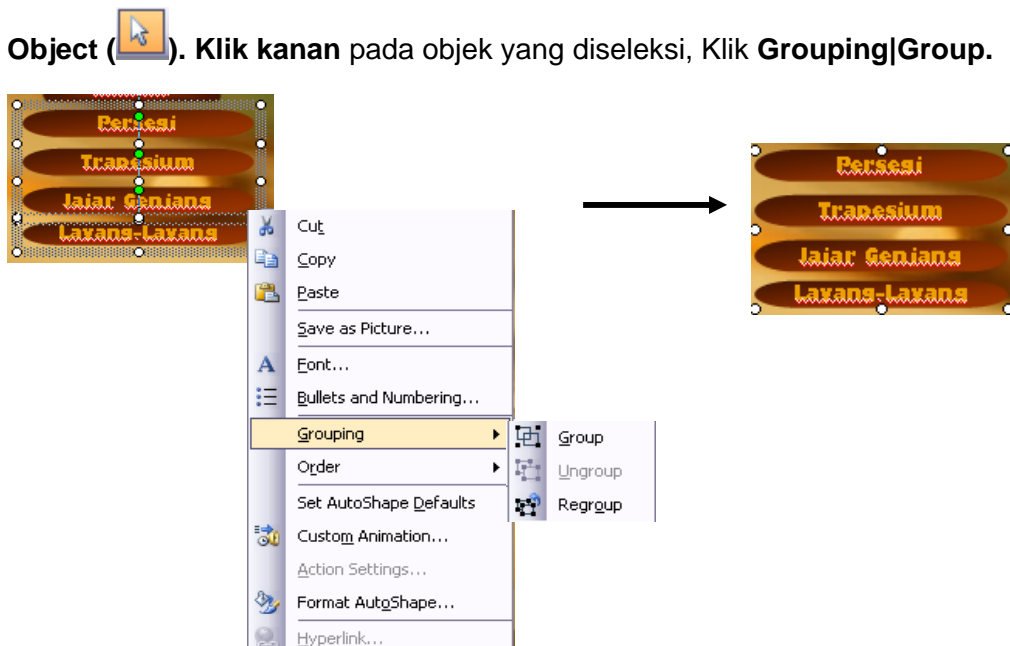 Object ( ). Klik kanan pada objek yang diseleksi, Klik Grouping|Group.
Persegi
Trapesium
Jajar Genjang
Layang-Layang
Cut
Copy
Paste
Save as Picture...
Font...
Bullets and Numbering...
Grouping
Order
Set AutoShape Defaults
Custom Animation...
Action Settings...
Format AutoShape...
Hyperlink...
Group
Ungroup
Regroup
Persegi
Trapesium
Jajar Genjang
Layang-Layang